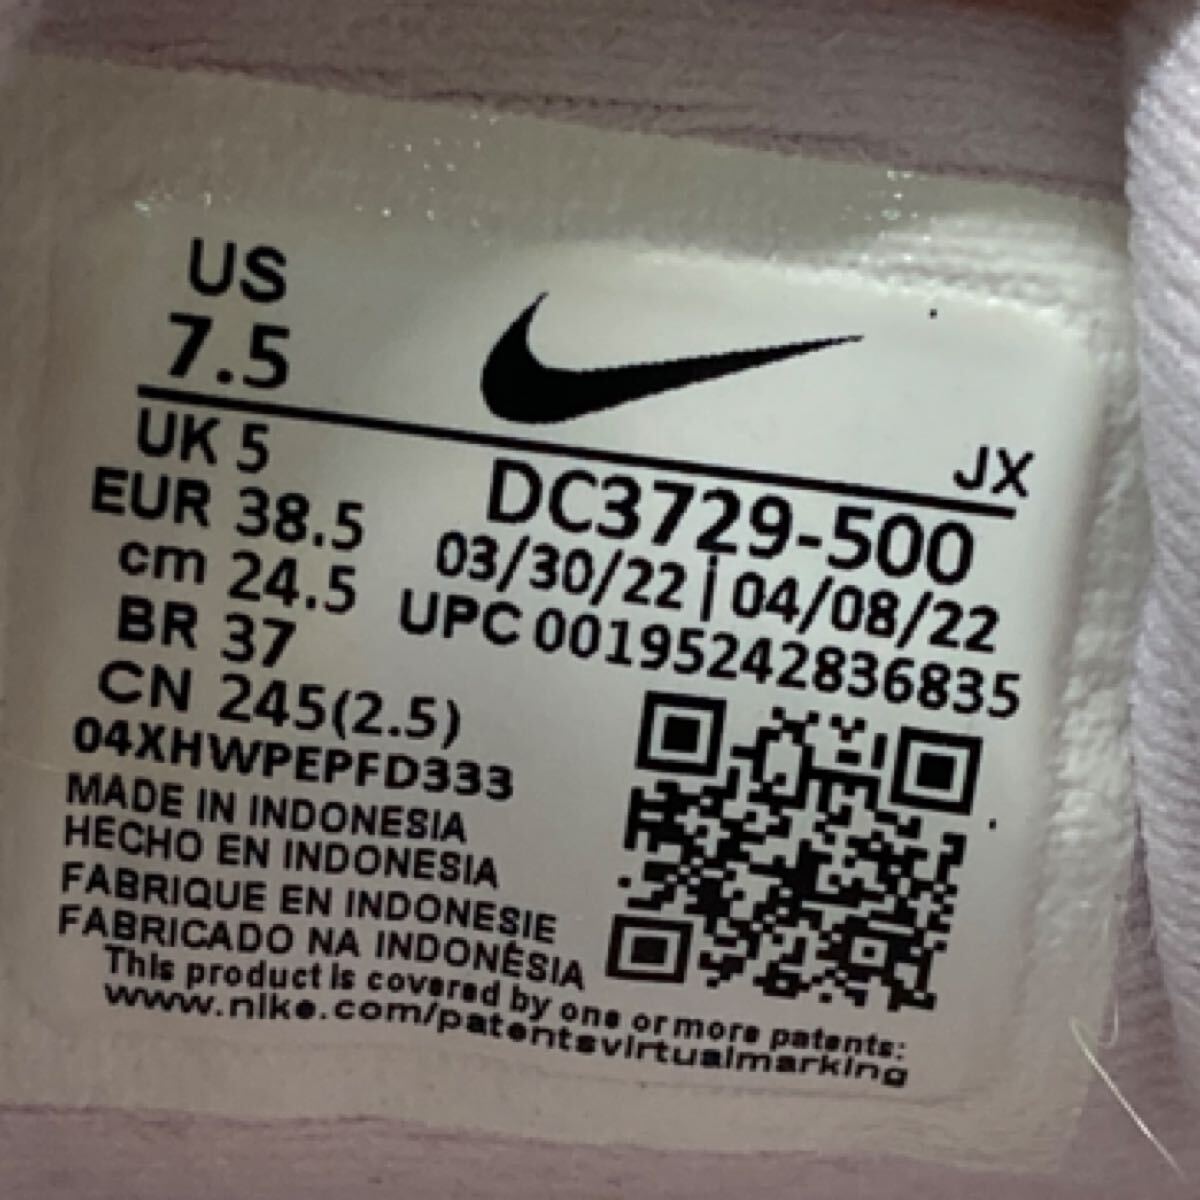 US
7.5
JX
UK 5
EUR 38.5
cm 24.5
BR 37
CN 245(2.5)
DC3729-500
03/30/22 | 04/08/22
UPC 00195242836835
04XHWPEPFD333
MADE IN INDONESIA
HECHO EN INDONESIA
FABRIQUE EN INDONESIE
FABRICADO NA INDONÉSIA
This product is covered by one or more patents:
www.nike.com/patentsvirtualmarking